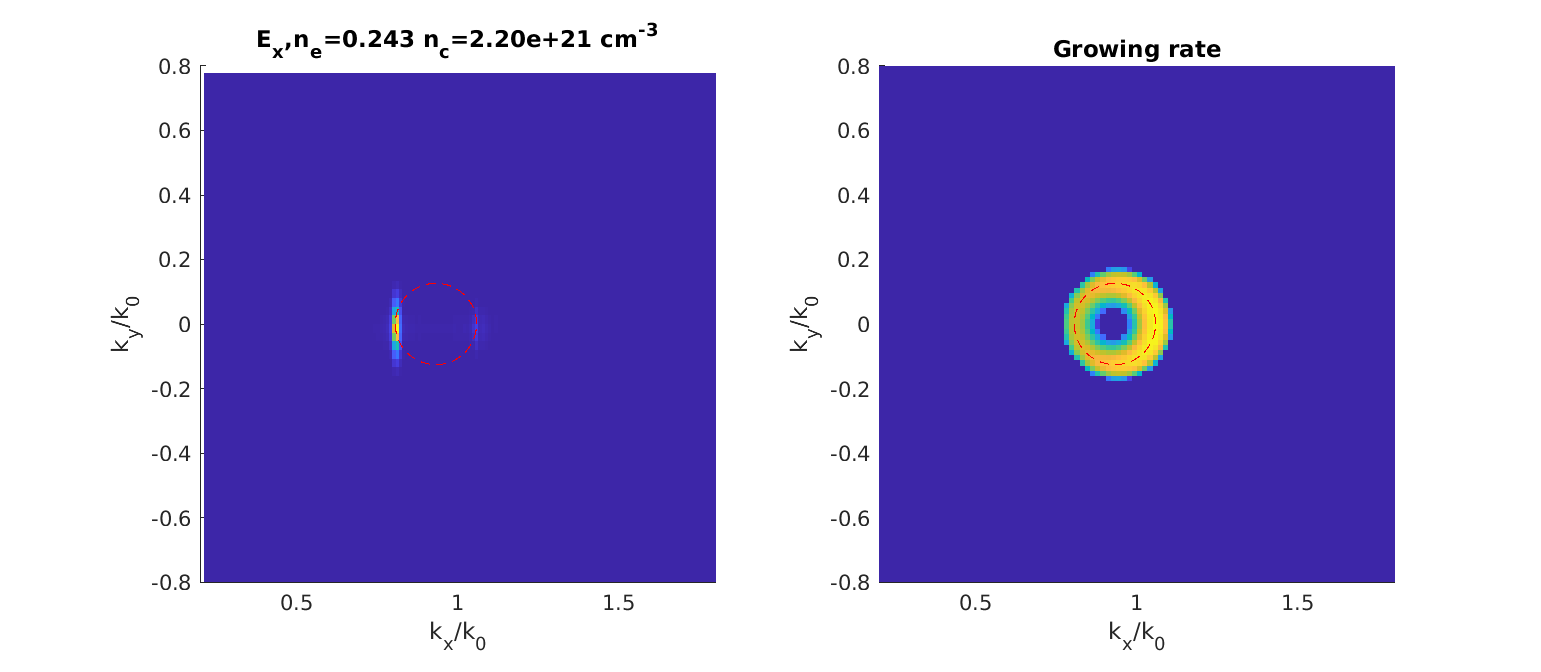 E_x,n_e=0.243 n_c=2.20e+21 cm^-3
0.8
0.6
0.4
0.2
0
-0.2
-0.4
-0.6
-0.8
k_y/k_0
0.5 1 1.5
k_x/k_0
Growing rate
0.8
0.6
0.4
0.2
0
-0.2
-0.4
-0.6
-0.8
k_y/k_0
0.5 1 1.5
k_x/k_0